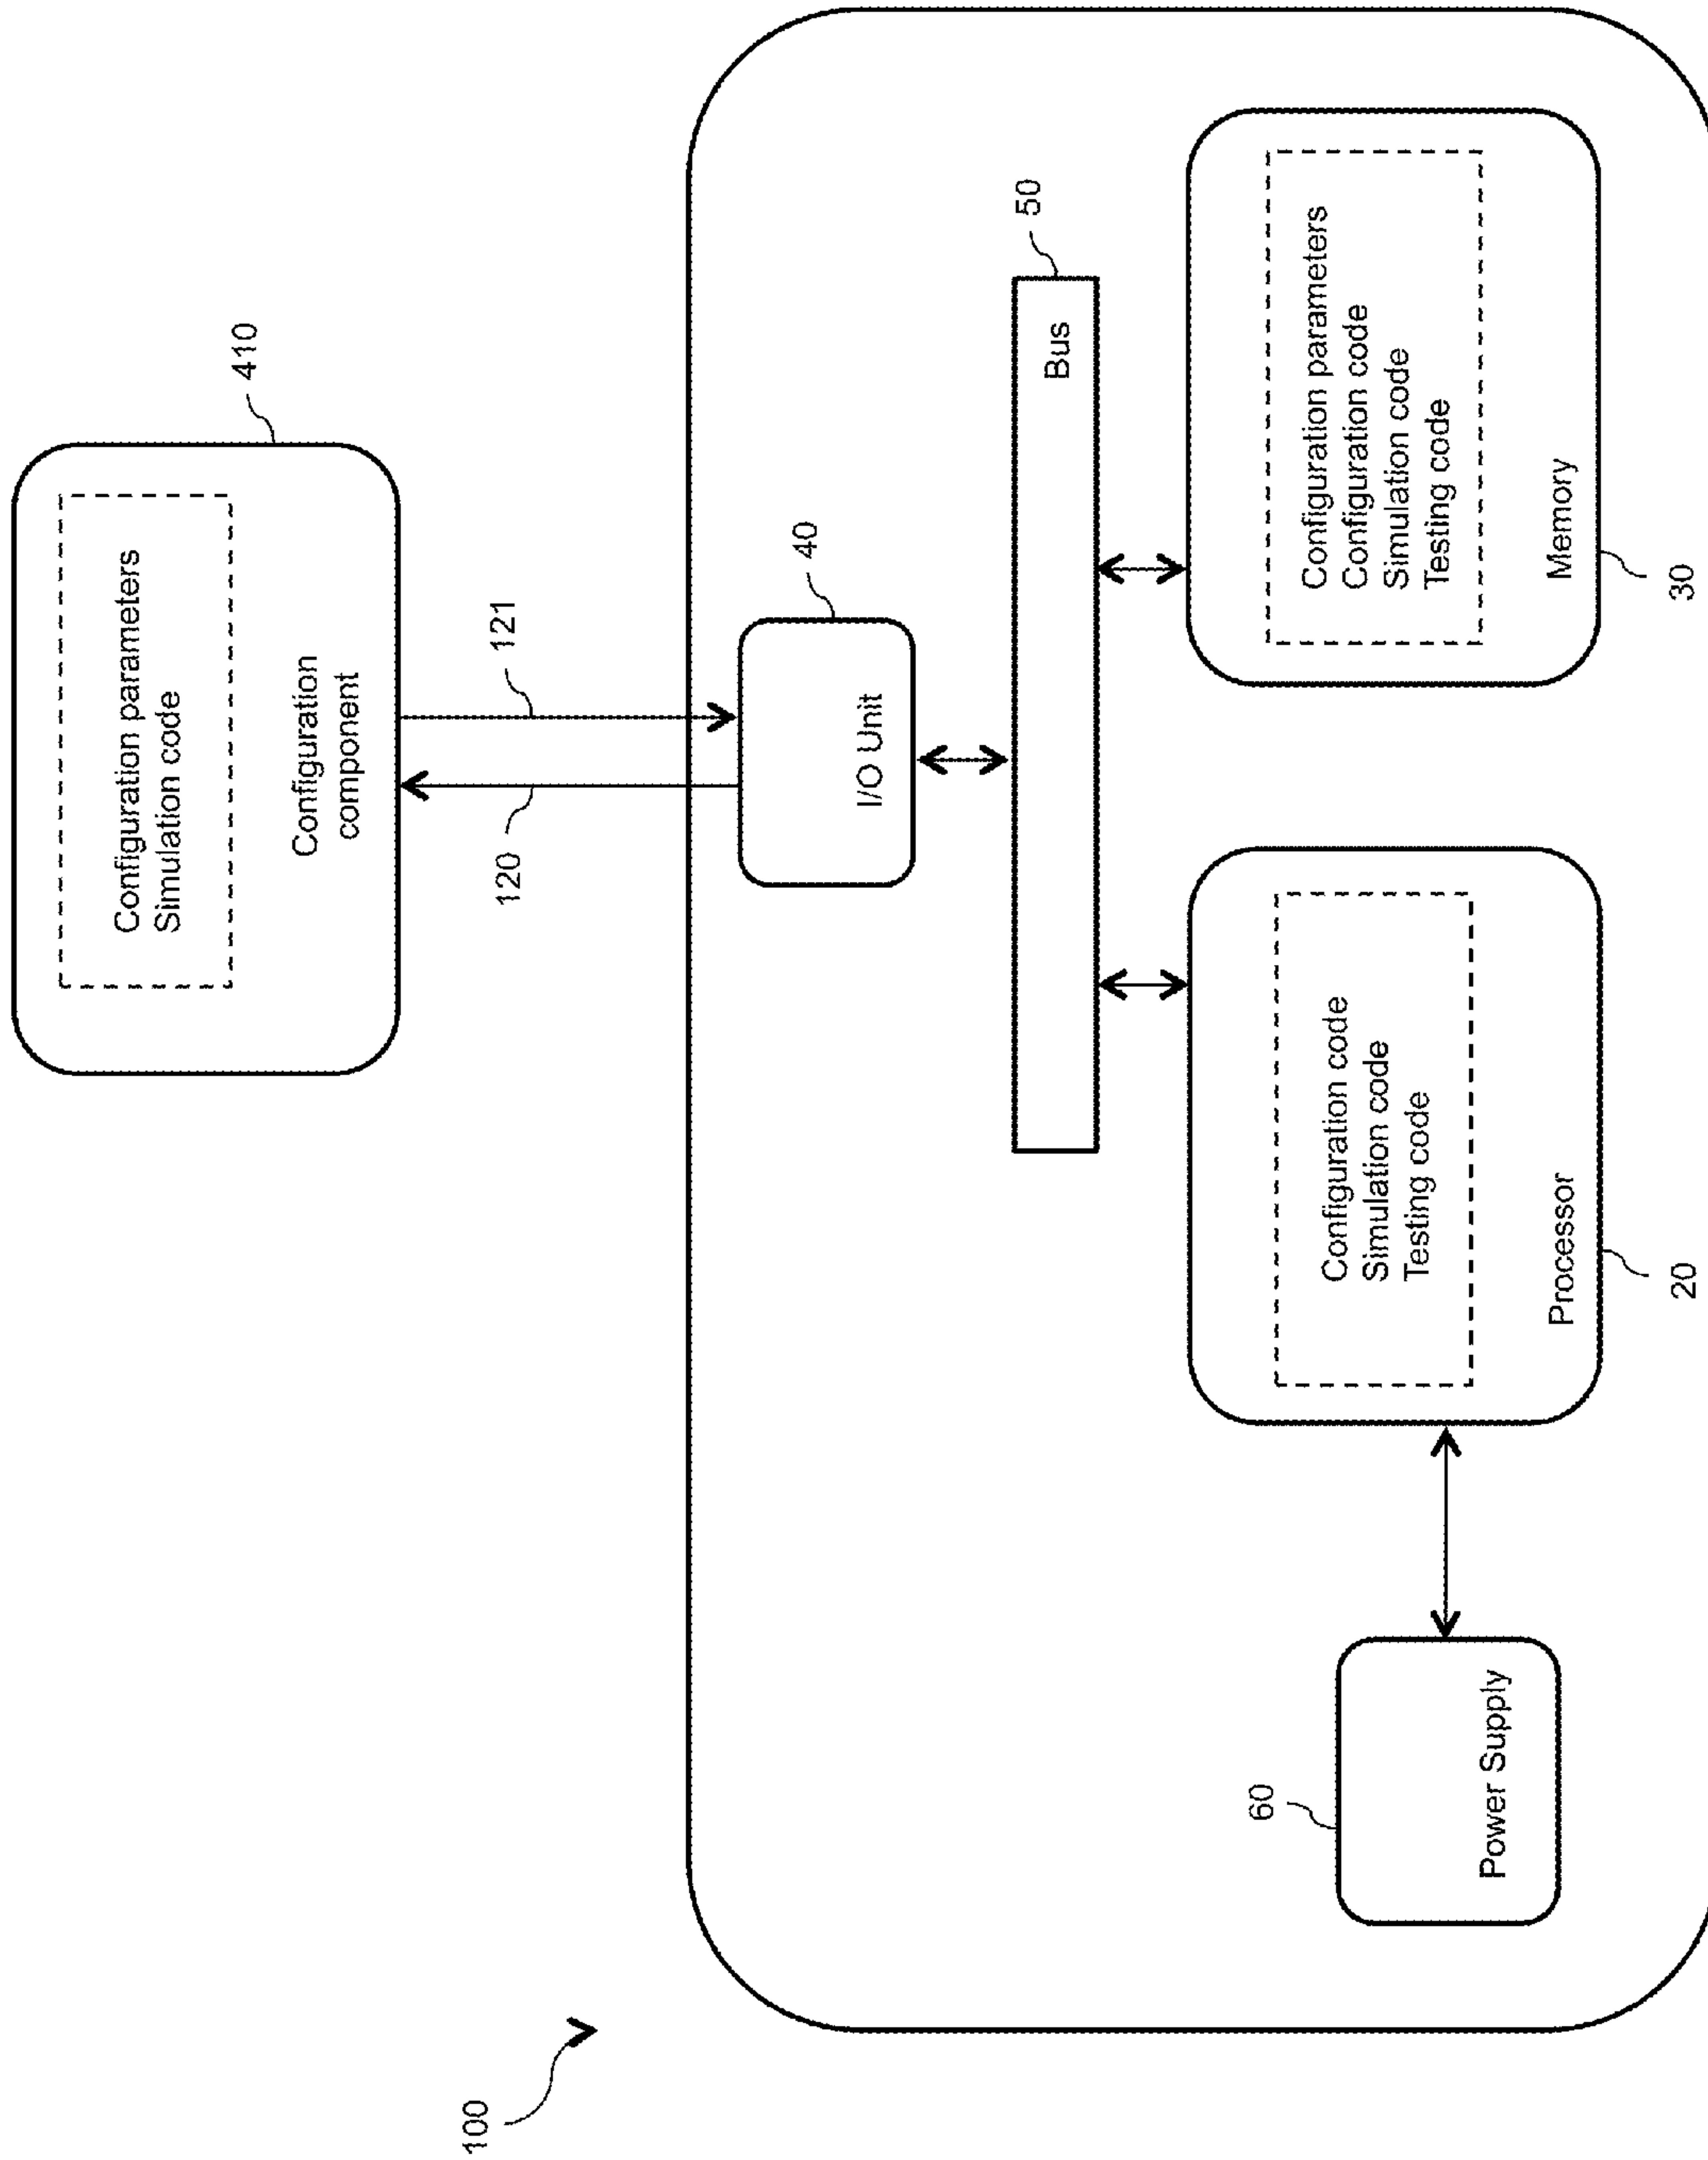 Configuration parameters
Simulation code
410
Configuration
component
100
120
121
40
I/O Unit
50
Bus
60
Power Supply
Configuration code
Simulation code
Testing code
Processor
20
Configuration parameters
Configuration code
Simulation code
Testing code
Memory
30